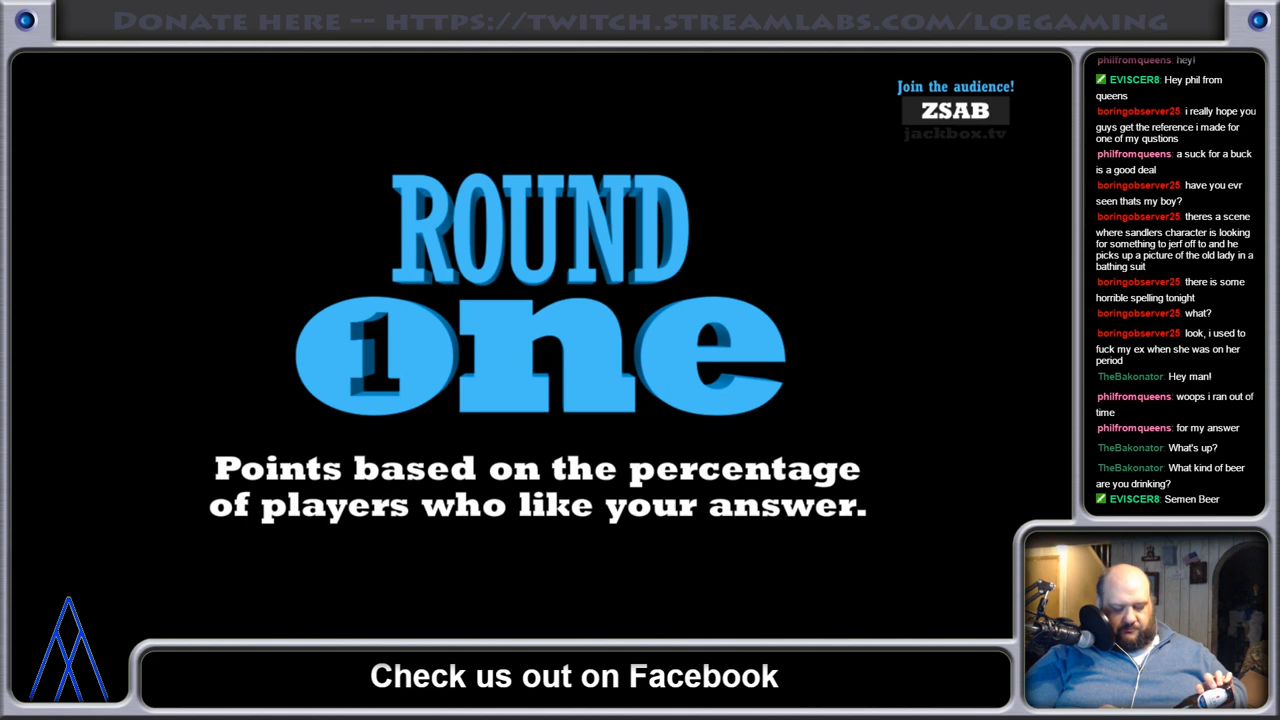 Donate here -- https://twitch.streamlabs.com/loegaming
Join the audience!
ZSAB
jackbox.tv
ROUND
one
1
Points based on the percentage
of players who like your answer.
philfromqueens: hey!
EVISCER8: Hey phil from
queens
boringobserver25: i really hope you
guys get the reference i made for
one of my qustions
philfromqueens: a suck for a buck
is a good deal
boringobserver25: have you evr
seen thats my boy?
boringobserver25: theres a scene
where sandlers character is looking
for something to jerf off to and he
picks up a picture of the old lady in a
bathing suit
boringobserver25: there is some
horrible spelling tonight
boringobserver25: what?
boringobserver25: look, i used to
fuck my ex when she was on her
period
TheBakonator: Hey man!
philfromqueens: woops i ran out of
time
philfromqueens: for my answer
TheBakonator: What's up?
TheBakonator: What kind of beer
are you drinking?
EVISCER8: Semen Beer
Check us out on Facebook